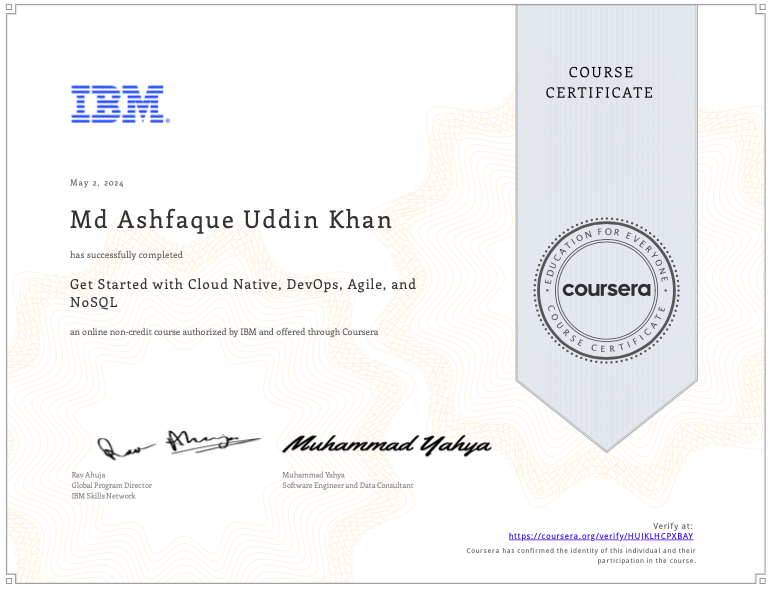 COURSE
CERTIFICATE
IBM®
May 2, 2024
Md Ashfaque Uddin Khan
has successfully completed
Get Started with Cloud Native, DevOps, Agile, and
NoSQL
an online non-credit course authorized by IBM and offered through Coursera
EDUCATION FOR EVERYONE
coursera
COURSE CERTIFICATE
Rav Ahuja
Muhammad Yahya
Rav Ahuja
Global Program Director
IBM Skills Network
Muhammad Yahya
Software Engineer and Data Consultant
Verify at:
https://coursera.org/verify/HUJKLHCPXBAY
Coursera has confirmed the identity of this individual and their
participation in the course.